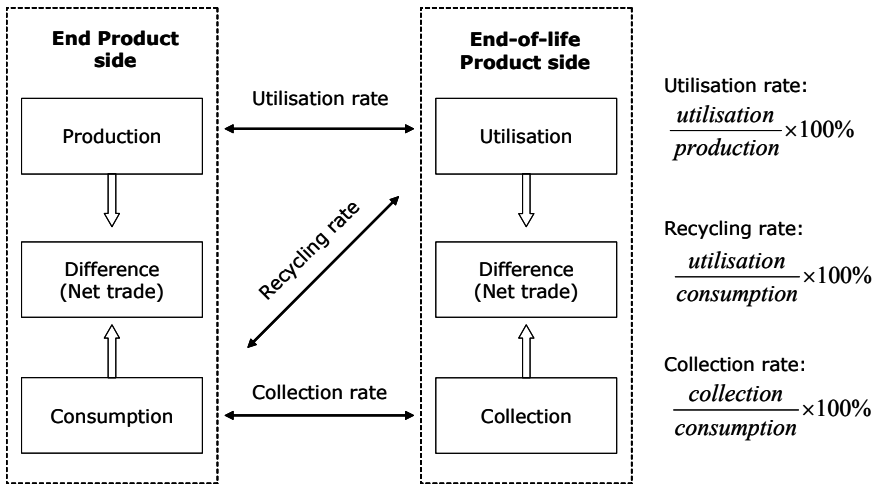 End Product
side
Production
Difference
(Net trade)
Consumption
Utilisation rate
Recycling rate
Collection rate
End-of-life
Product side
Utilisation
Difference
(Net trade)
Collection
Utilisation rate:
utilisation
production
×100%
Recycling rate:
utilisation
consumption
×100%
Collection rate:
collection
consumption
×100%